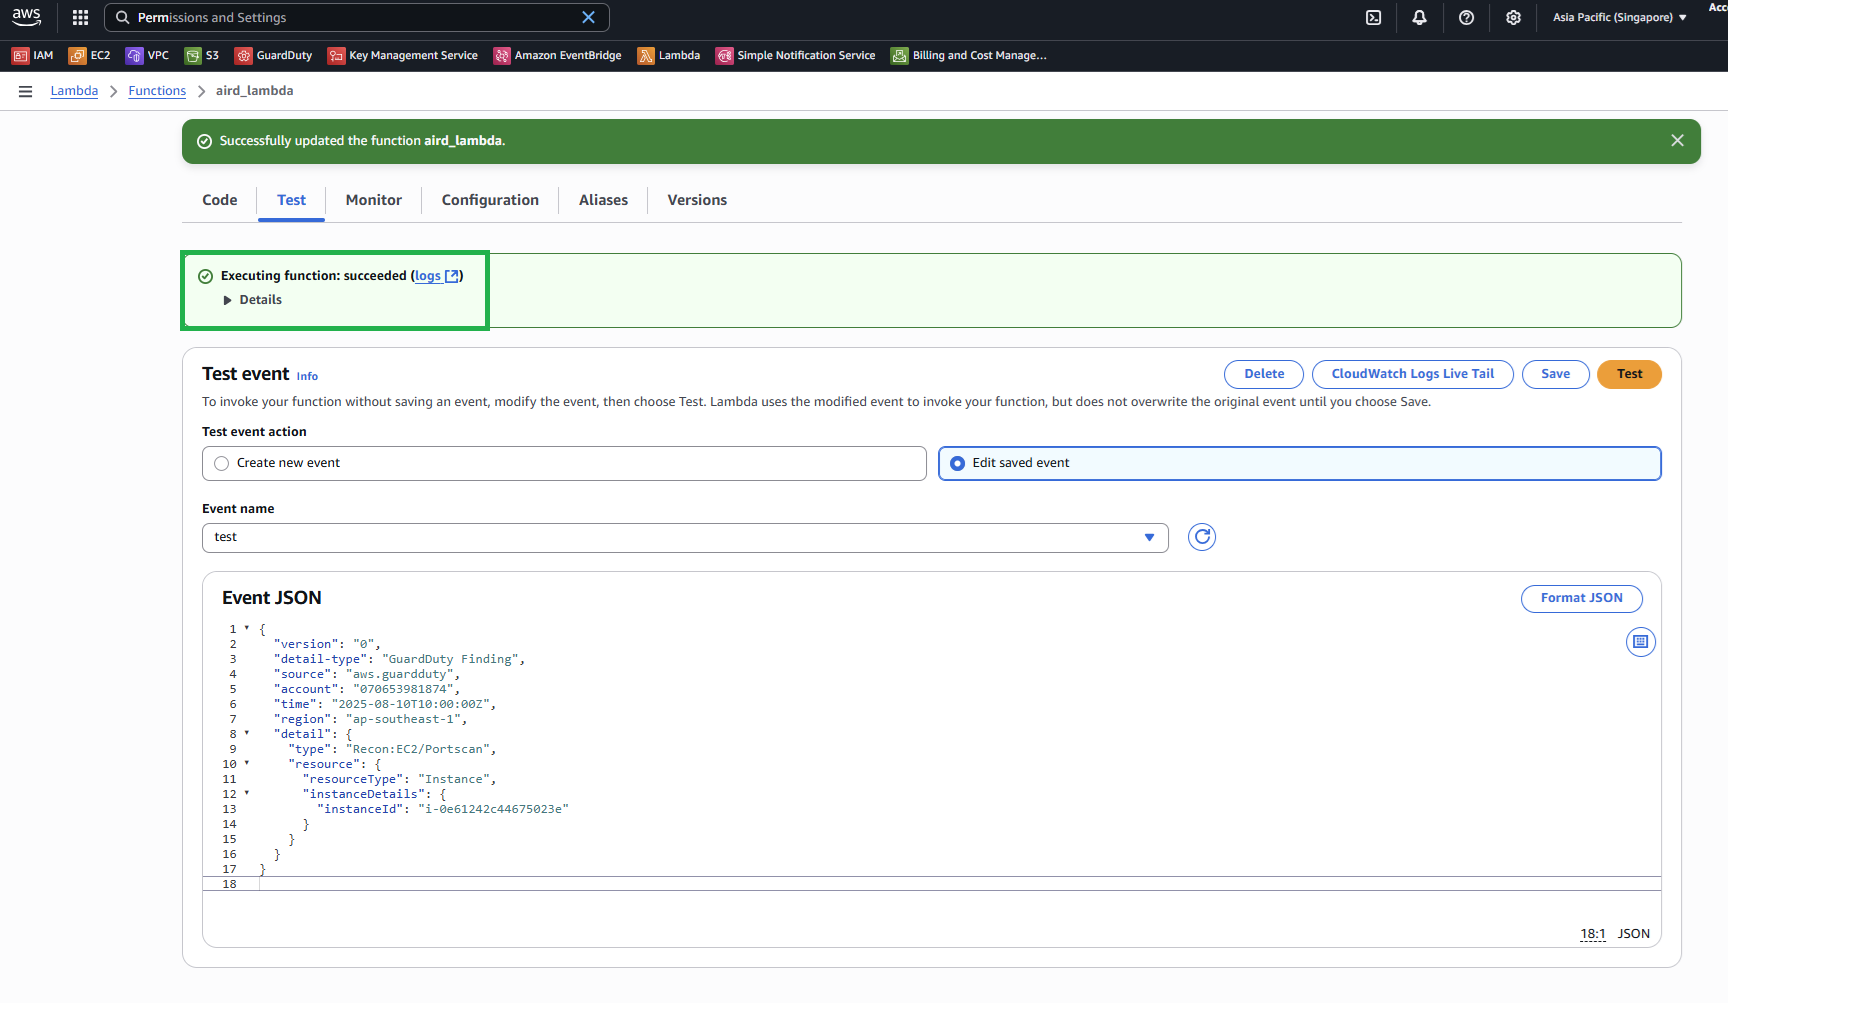 aws
Permissions and Settings
Asia Pacific (Singapore)
Acc
IAM
EC2
VPC
S3
GuardDuty
Key Management Service
Amazon EventBridge
Lambda
Simple Notification Service
Billing and Cost Manage...
Lambda
Functions
aird_lambda
Successfully updated the function aird_lambda.
Code
Test
Monitor
Configuration
Aliases
Versions
Executing function: succeeded (logs)
Details
Test event Info
Delete
CloudWatch Logs Live Tail
Save
Test
To invoke your function without saving an event, modify the event, then choose Test. Lambda uses the modified event to invoke your function, but does not overwrite the original event until you choose Save.
Test event action
Create new event
Edit saved event
Event name
test
Event JSON
Format JSON
1 {
2 "version": "0",
3 "detail-type": "GuardDuty Finding",
4 "source": "aws.guardduty",
5 "account": "070653981874",
6 "time": "2025-08-10T10:00:00Z",
7 "region": "ap-southeast-1",
8 "detail": {
9 "type": "Recon:EC2/Portscan",
10 "resource": {
11 "resourceType": "Instance",
12 "instanceDetails": {
13 "instanceId": "i-0e61242c44675023e"
14 }
15 }
16 }
17 }
18
18:1 JSON